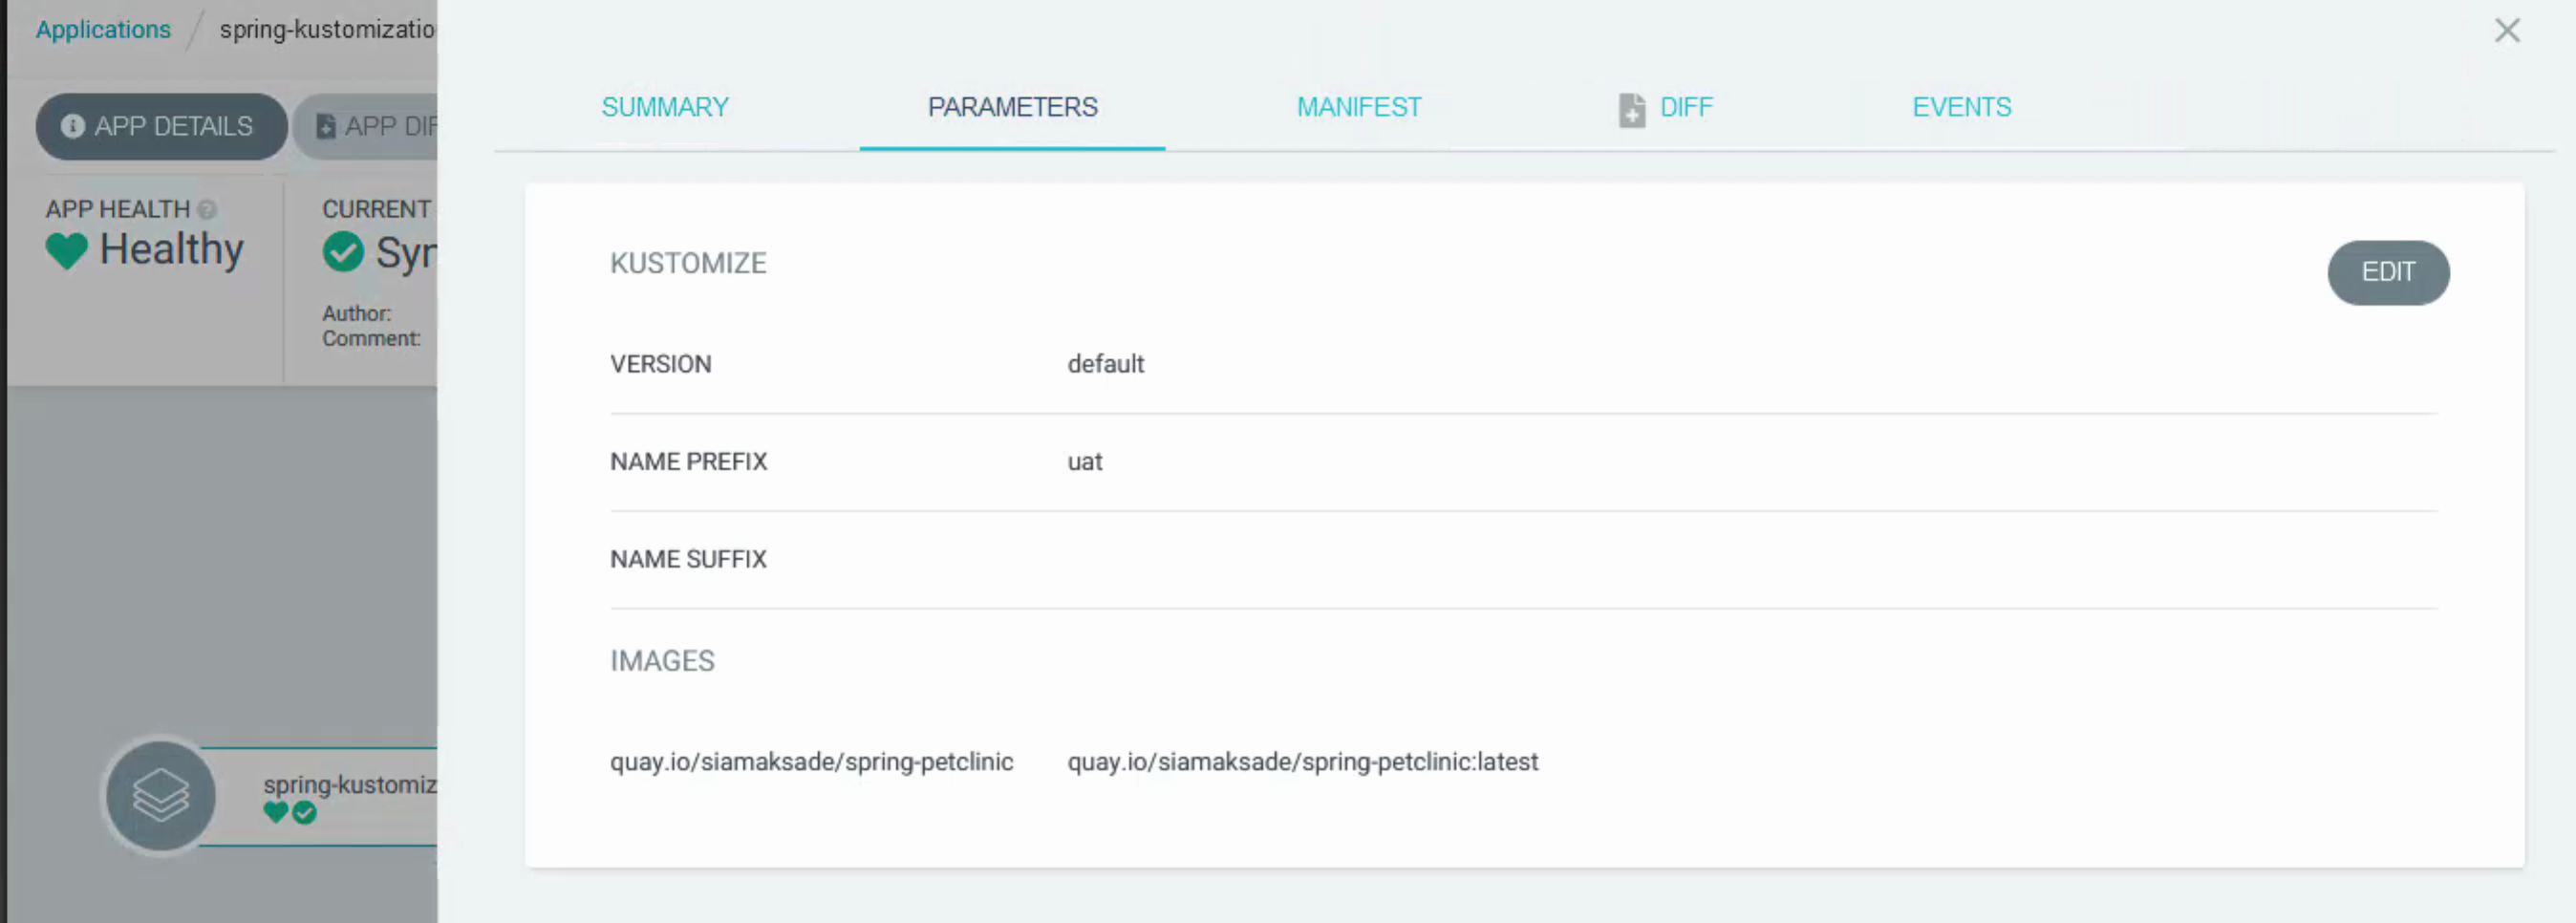 Applications / spring-kustomizatio
APP DETAILS
APP DIF
APP HEALTH
Healthy
CURRENT
Syn
Author:
Comment:
spring-kustomiz
SUMMARY
PARAMETERS
MANIFEST
DIFF
EVENTS
KUSTOMIZE
EDIT
VERSION default
NAME PREFIX uat
NAME SUFFIX
IMAGES
quay.io/siamaksade/spring-petclinic quay.io/siamaksade/spring-petclinic:latest